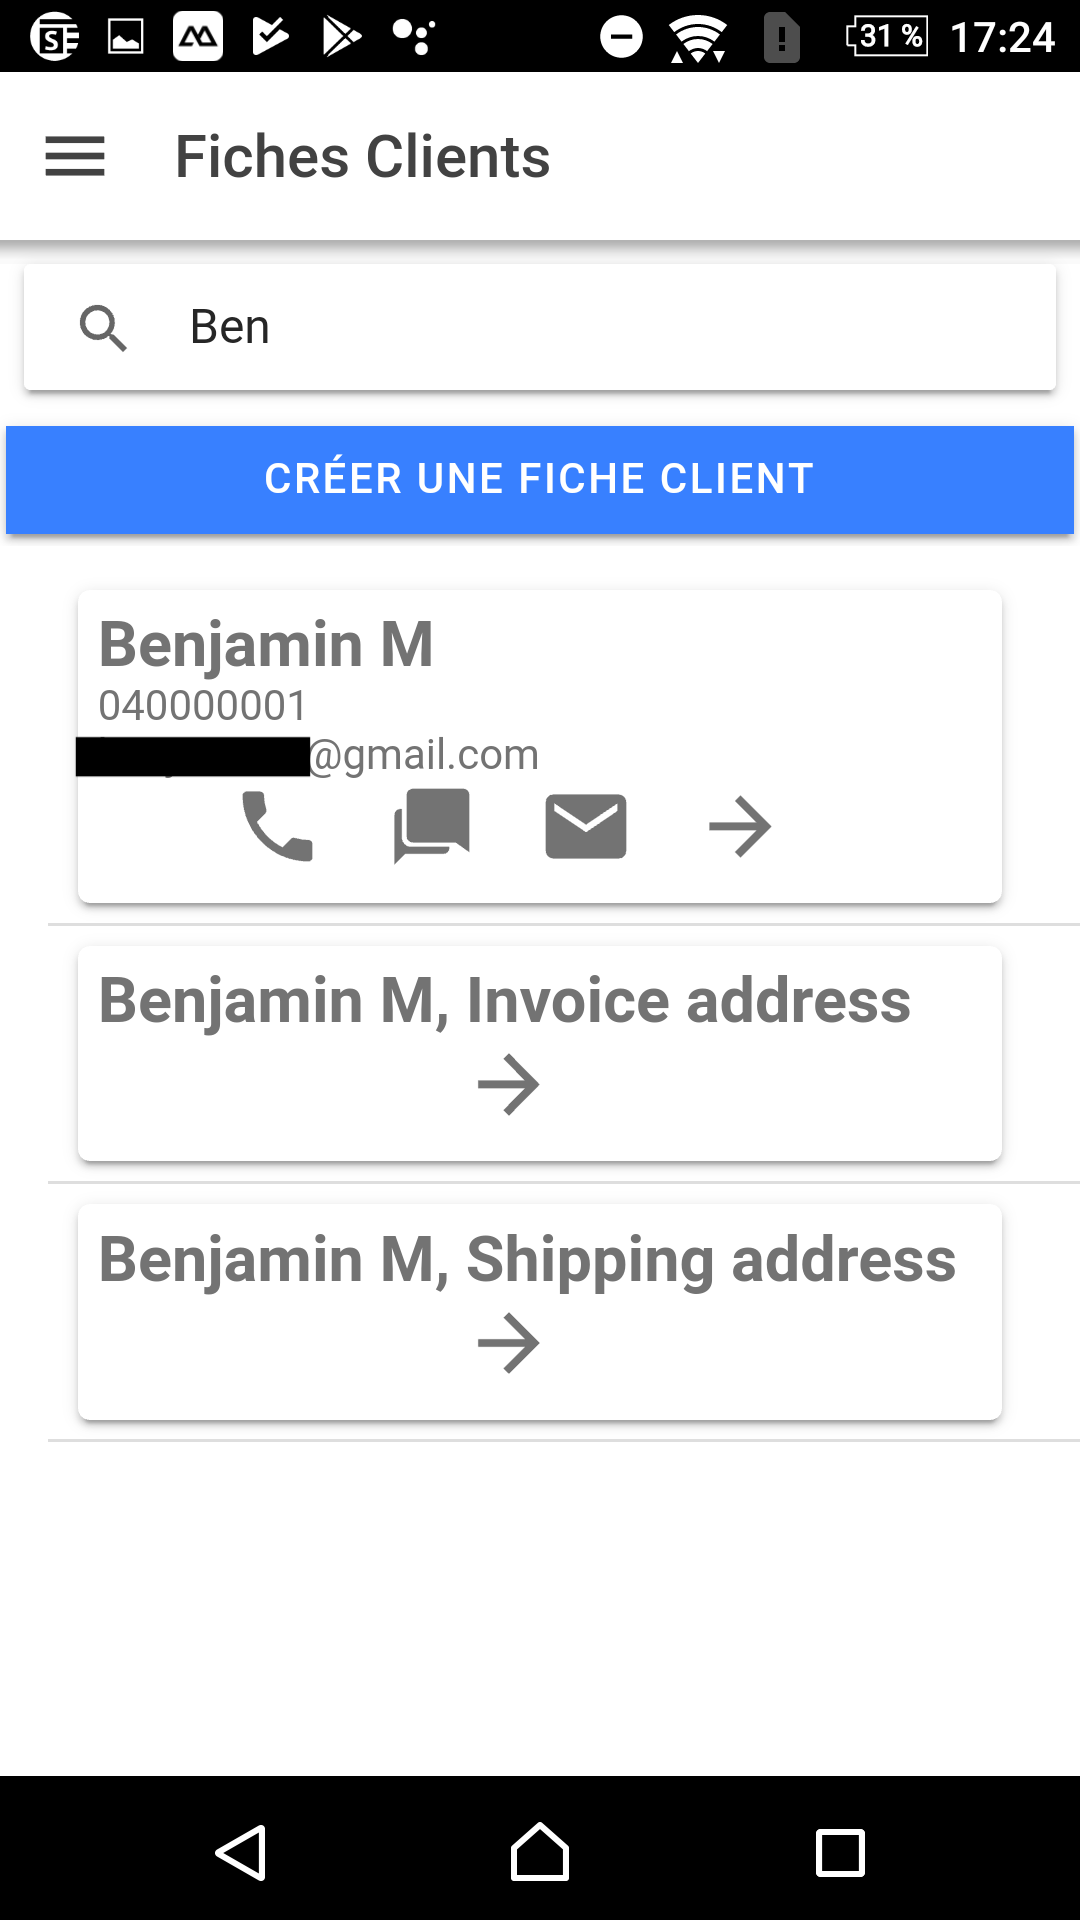 31 % 17:24
Fiches Clients
Ben
CRÉER UNE FICHE CLIENT
Benjamin M
040000001
@gmail.com
Benjamin M, Invoice address
Benjamin M, Shipping address